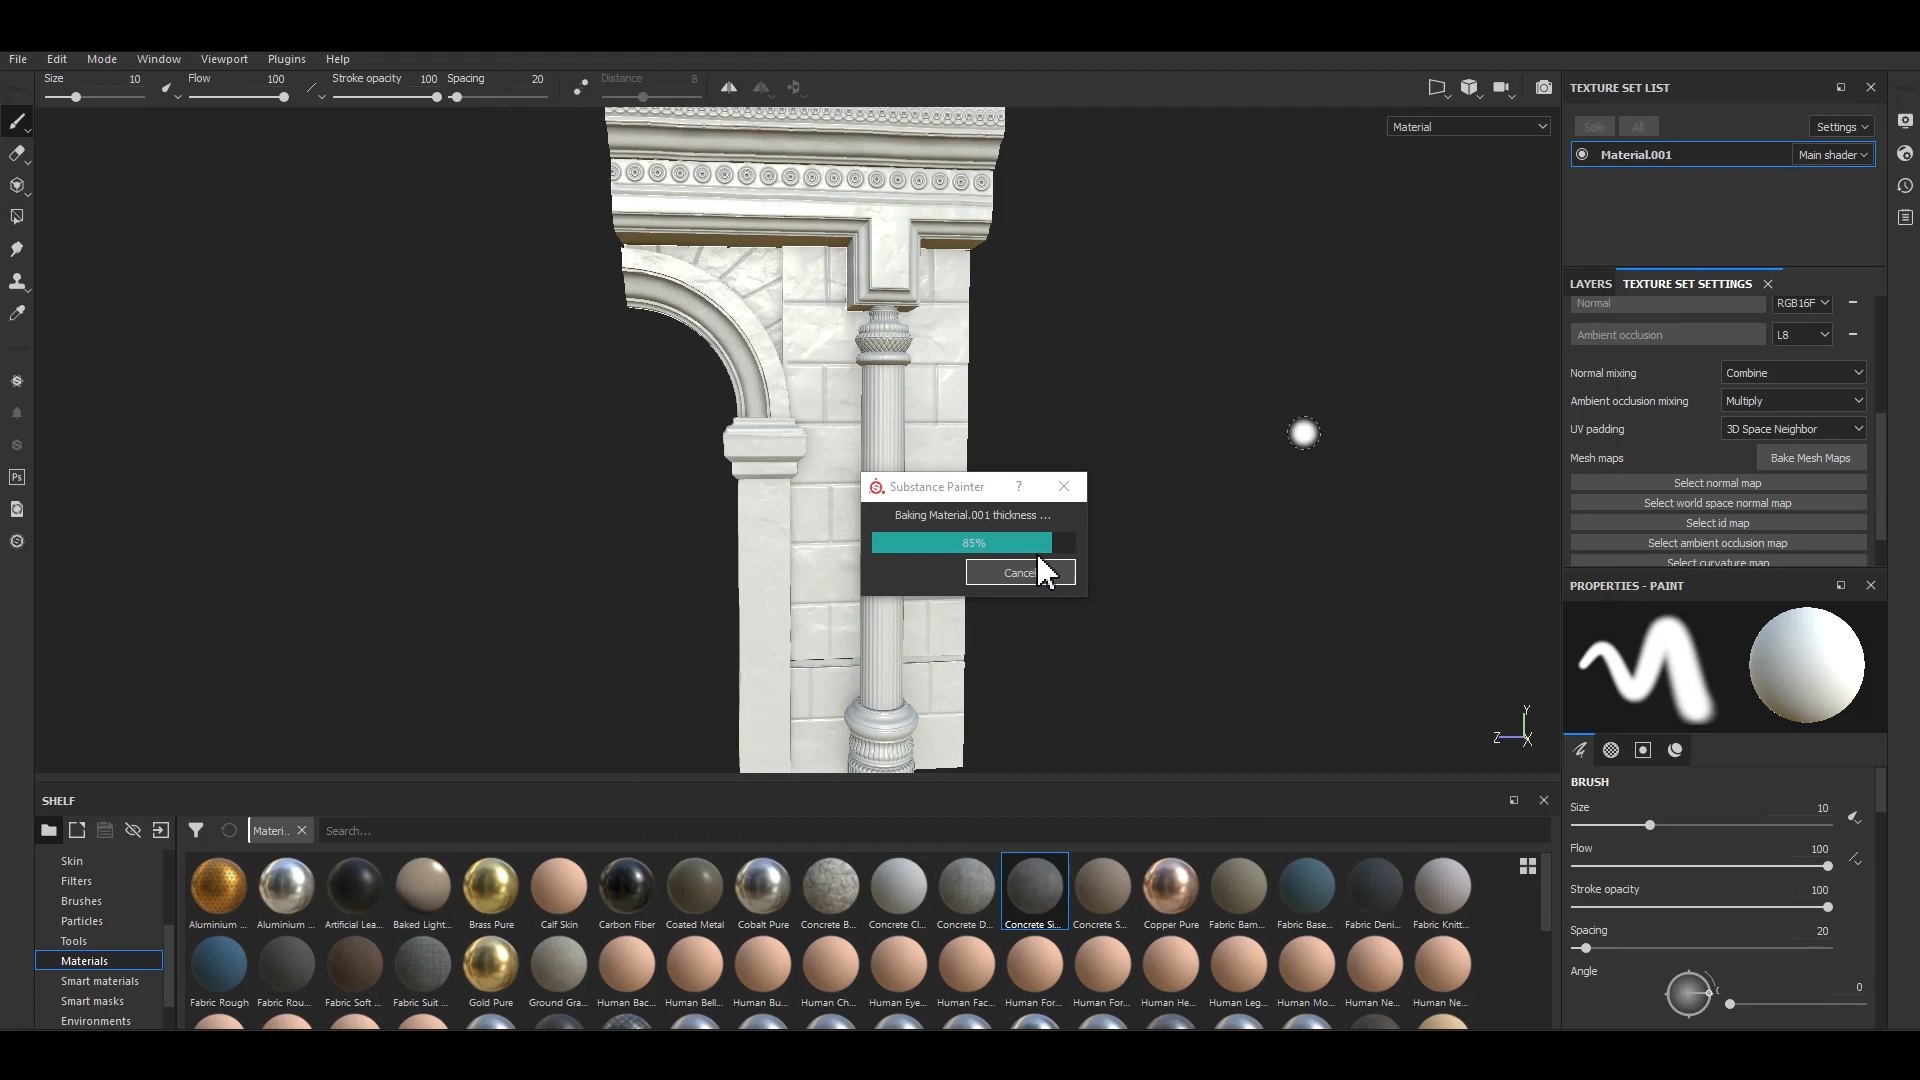 File Edit Mode Window Viewport Plugins Help
Size 10 Flow 100 Stroke opacity 100 Spacing 20 Distance 8
Material
TEXTURE SET LIST
Solo All Settings
Material.001 Main shader
LAYERS TEXTURE SET SETTINGS
Normal RGB16F
Ambient occlusion L8
Normal mixing Combine
Ambient occlusion mixing Multiply
UV padding 3D Space Neighbor
Mesh maps Bake Mesh Maps
Select normal map
Select world space normal map
Select id map
Select ambient occlusion map
Select curvature map
Substance Painter ?
Baking Material.001 thickness ...
85%
Cancel
Ps
Y
Z X
PROPERTIES - PAINT
BRUSH
Size 10
Flow 100
Stroke opacity 100
Spacing 20
Angle 0
SHELF
Materi.. Search...
Skin
Filters
Brushes
Particles
Tools
Materials
Smart materials
Smart masks
Environments
Aluminium ... Aluminium ... Artificial Lea... Baked Light... Brass Pure Calf Skin Carbon Fiber Coated Metal Cobalt Pure Concrete B... Concrete Cl... Concrete D... Concrete Si... Concrete S... Copper Pure Fabric Bam... Fabric Base... Fabric Deni... Fabric Knitt...
Fabric Rough Fabric Rou... Fabric Soft ... Fabric Suit ... Gold Pure Ground Gra... Human Bac... Human Bell... Human Bu... Human Ch... Human Eye... Human Fac... Human For... Human For... Human He... Human Leg... Human Mo... Human Ne... Human Ne...